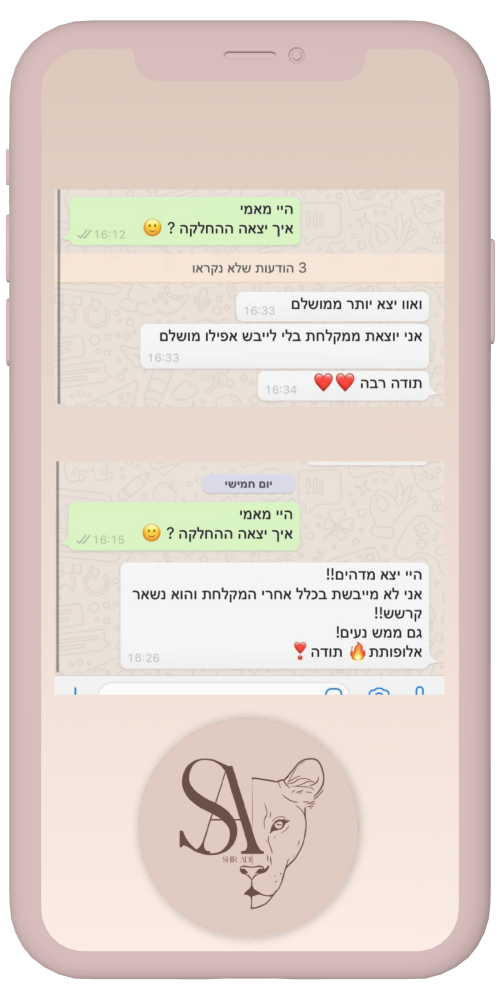 היי מאמי
איך יצאה ההחלקה ? 🙂 16:12
3 הודעות שלא נקראו
ואוו יצא יותר ממושלם 16:33
אני יוצאת ממקלחת בלי לייבש אפילו מושלם
16:33
תודה רבה ❤️❤️ 16:34
יום חמישי
היי מאמי
איך יצאה ההחלקה ? 🙂 16:15
היי יצא מדהים!!
אני לא מייבשת בכלל אחרי המקלחת והוא נשאר
קרשש!!
גם ממש נעים!
אלופותת🔥 תודה❣️
16:26
SA
SHIR ADI